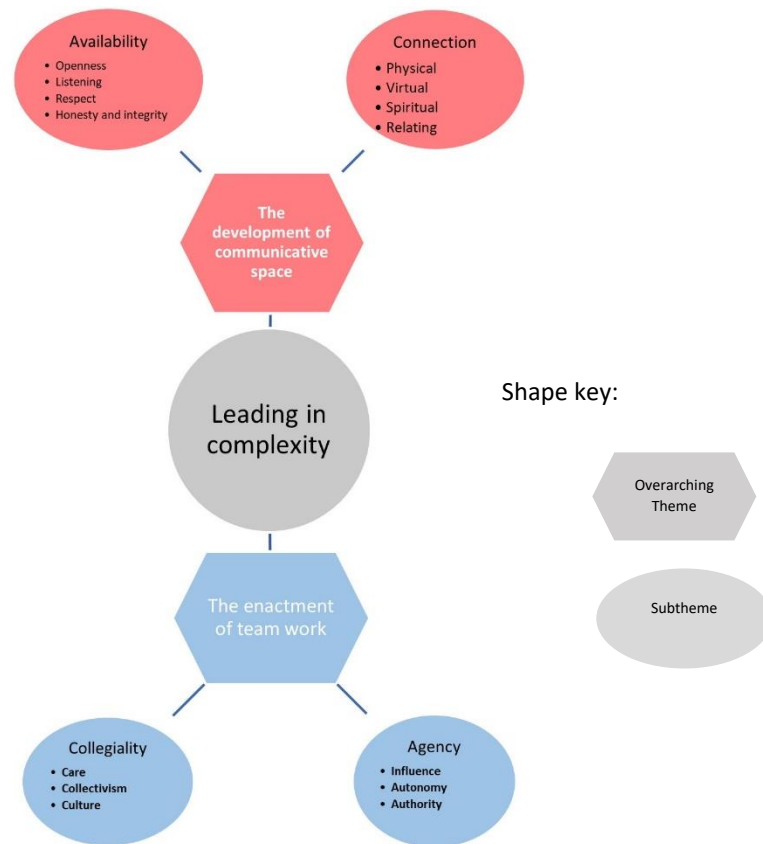 Availability
• Openness
• Listening
• Respect
• Honesty and integrity
Connection
• Physical
• Virtual
• Spiritual
• Relating
The
development of
communicative
space
Leading in
complexity
Shape key:
Overarching
Theme
Subtheme
The enactment
of team work
Collegiality
• Care
• Collectivism
• Culture
Agency
• Influence
• Autonomy
• Authority